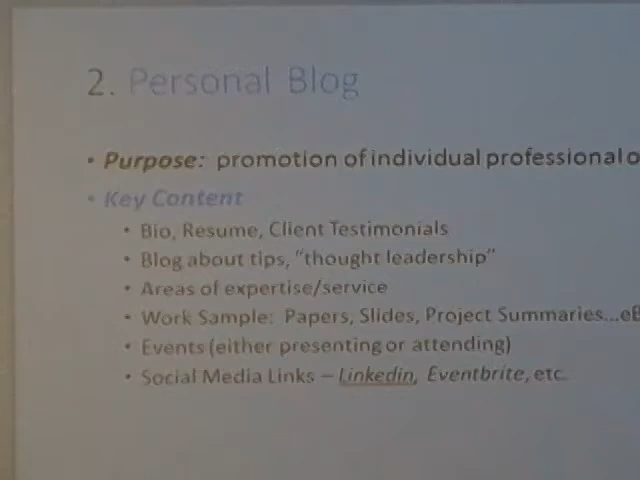 2. Personal Blog
• Purpose: promotion of individual professional o
• Key Content
• Bio, Resume, Client Testimonials
• Blog about tips, "thought leadership"
• Areas of expertise/service
• Work Sample: Papers, Slides, Project Summaries...eB
• Events (either presenting or attending)
• Social Media Links – Linkedin, Eventbrite, etc.